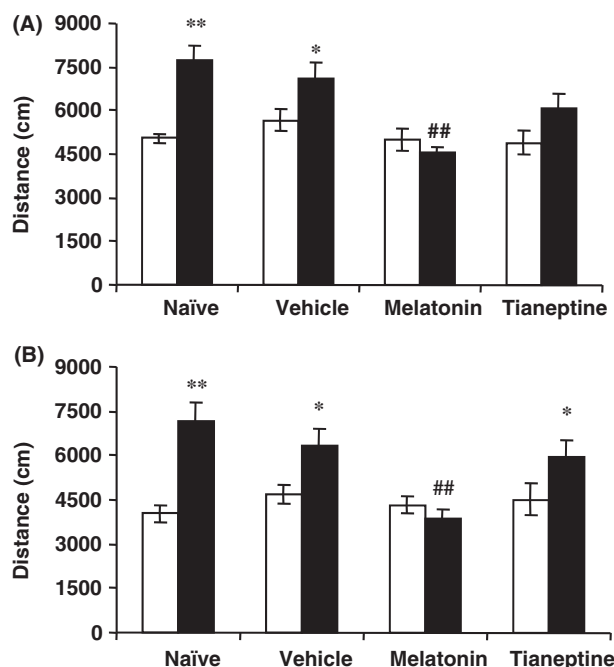 (A)
Distance (cm)
9000
7500
6000
4500
3000
1500
0
** * ##
Naïve Vehicle Melatonin Tianeptine
(B)
Distance (cm)
9000
7500
6000
4500
3000
1500
0
** * ## *
Naïve Vehicle Melatonin Tianeptine